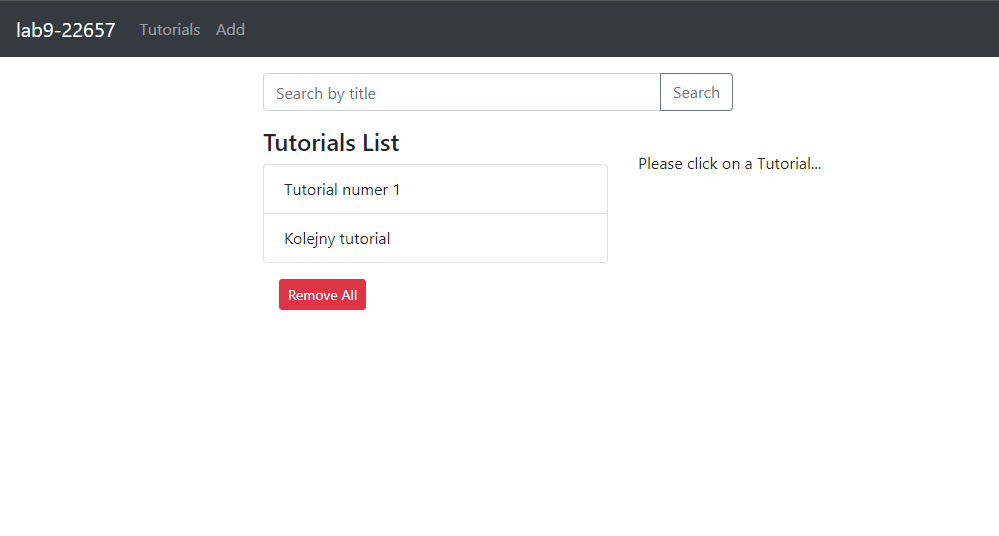 lab9-22657 Tutorials Add
Search by title Search
Tutorials List
Please click on a Tutorial...
Tutorial numer 1
Kolejny tutorial
Remove All